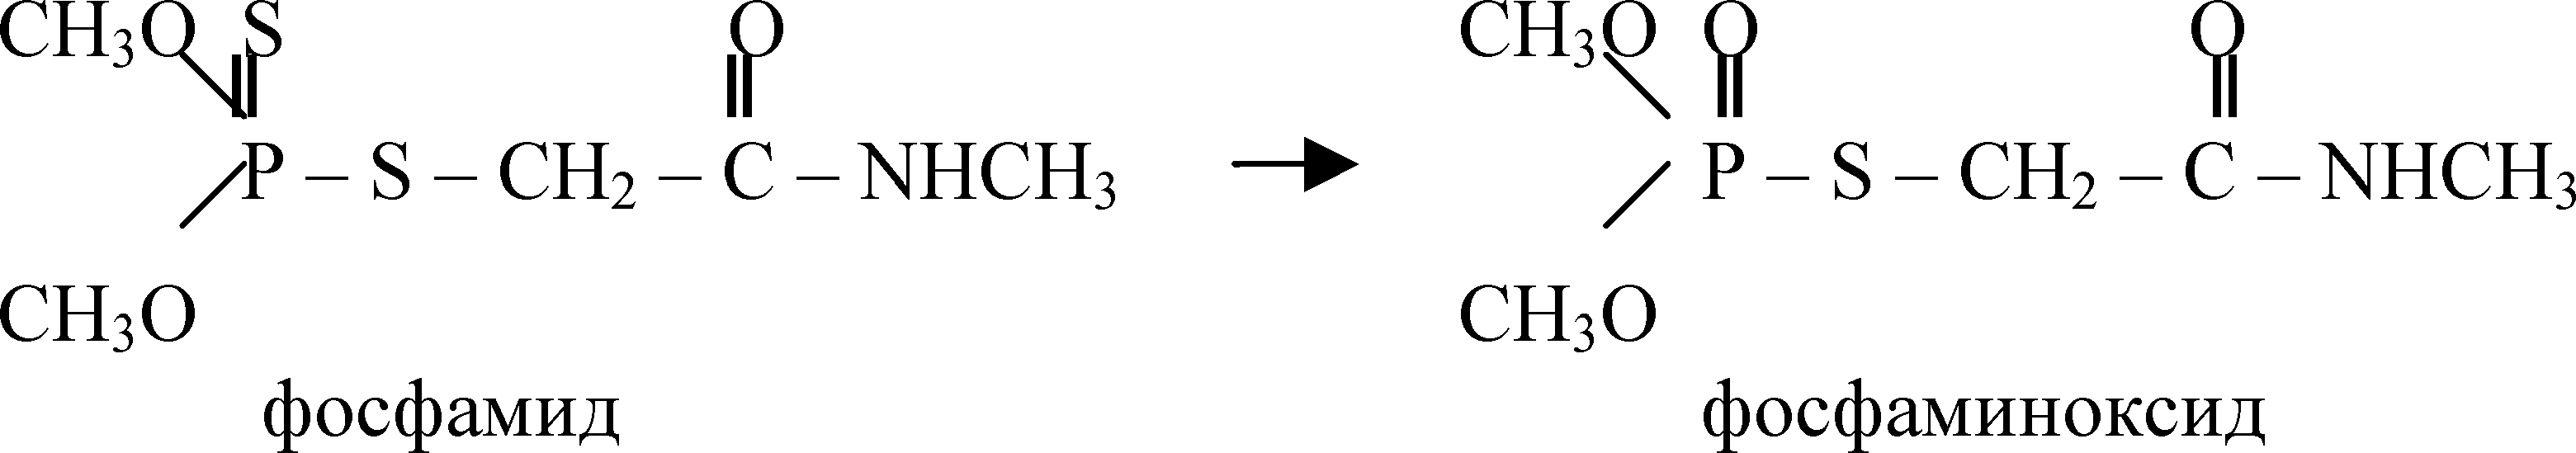 CH3O S O CH3O O O
P – S – CH2 – C – NHCH3 → P – S – CH2 – C – NHCH3
CH3O CH3O
фосфамид фосфаминоксид